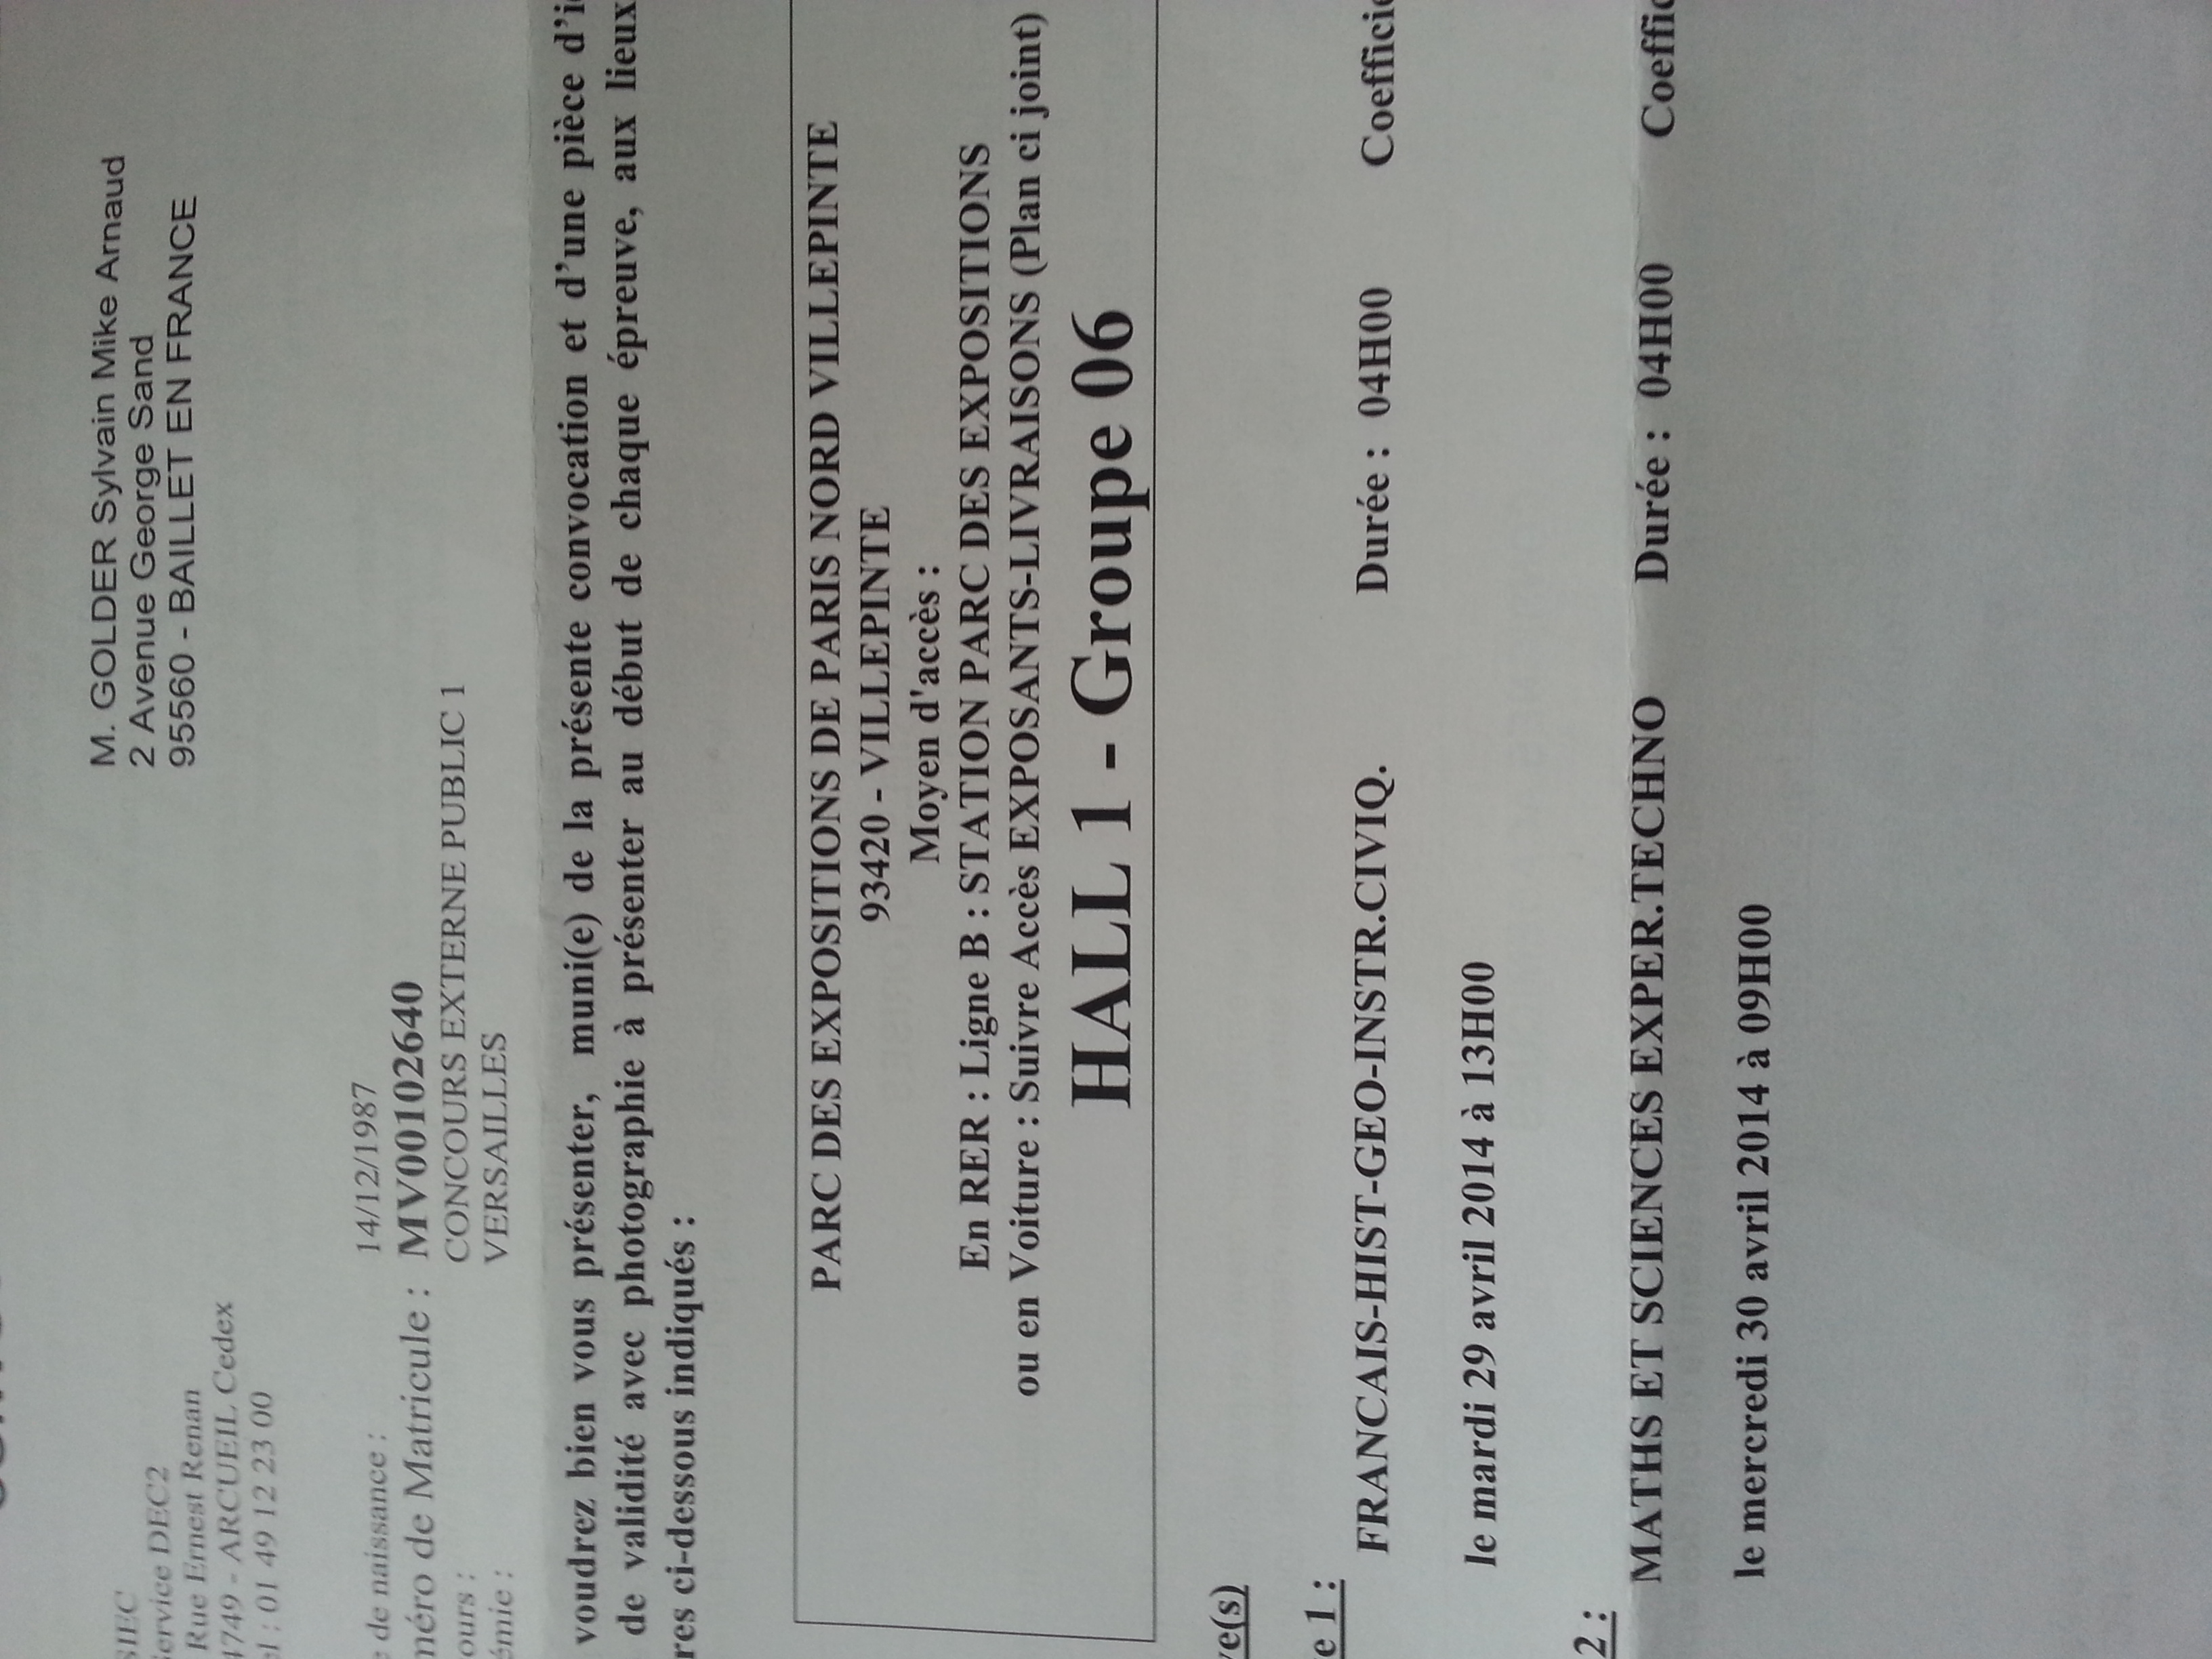 M. GOLDER Sylvain Mike Arnaud
2 Avenue George Sand
95560 - BAILLET EN FRANCE
SIEC
Service DEC2
Rue Ernest Renan
4749 - ARCUEIL Cedex
el : 01 49 12 23 00
e de naissance : 14/12/1987
méro de Matricule : MV00102640
ours : CONCOURS EXTERNE PUBLIC 1
émie : VERSAILLES
voudrez bien vous présenter, muni(e) de la présente convocation et d'une pièce d'i
de validité avec photographie à présenter au début de chaque épreuve, aux lieux
res ci-dessous indiqués :
PARC DES EXPOSITIONS DE PARIS NORD VILLEPINTE
93420 - VILLEPINTE
Moyen d'accès :
En RER : Ligne B : STATION PARC DES EXPOSITIONS
ou en Voiture : Suivre Accès EXPOSANTS-LIVRAISONS (Plan ci joint)
HALL 1 - Groupe 06
ve(s)
e 1 :
FRANCAIS-HIST-GEO-INSTR.CIVIQ. Durée : 04H00 Coefficie
le mardi 29 avril 2014 à 13H00
2 :
MATHS ET SCIENCES EXPER.TECHNO Durée : 04H00 Coeffic
le mercredi 30 avril 2014 à 09H00